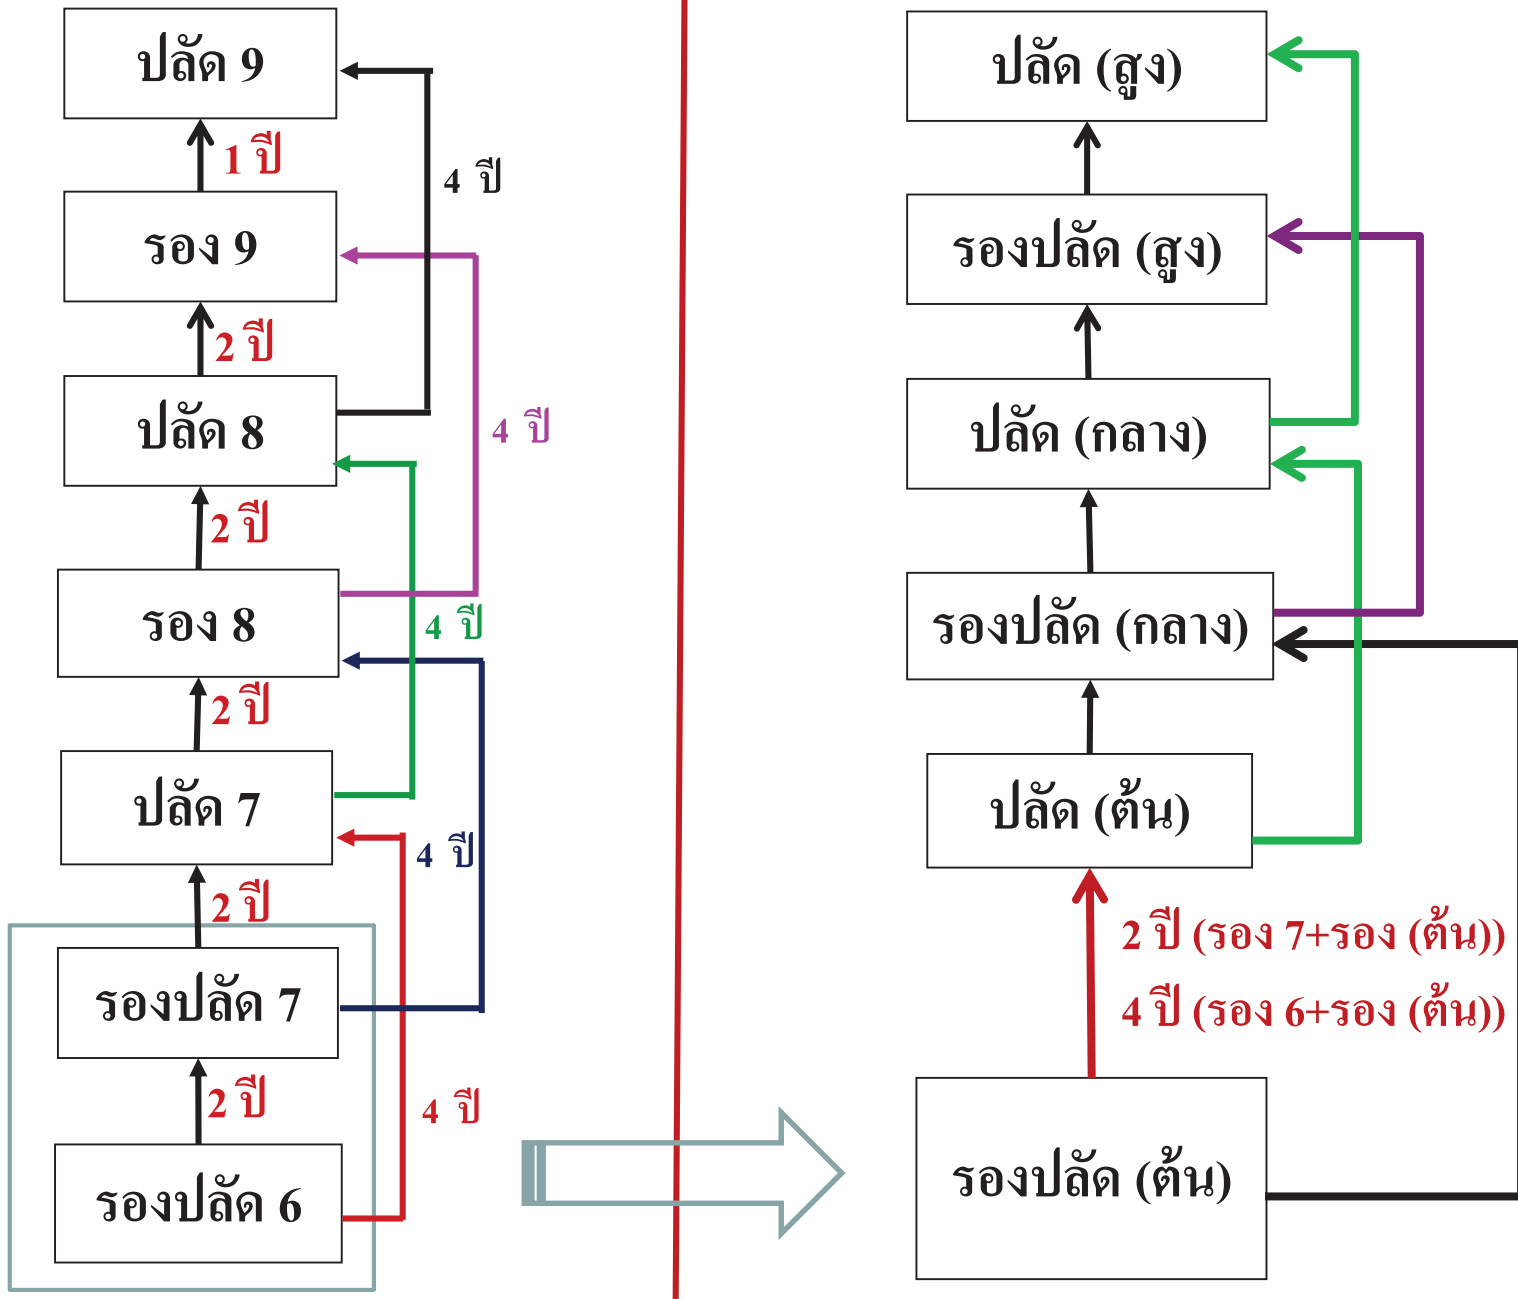 ปลัด 9
1 ปี
4 ปี
รอง 9
2 ปี
ปลัด 8
4 ปี
2 ปี
รอง 8
4 ปี
2 ปี
ปลัด 7
4 ปี
2 ปี
รองปลัด 7
2 ปี
4 ปี
รองปลัด 6
ปลัด (สูง)
รองปลัด (สูง)
ปลัด (กลาง)
รองปลัด (กลาง)
ปลัด (ต้น)
2 ปี (รอง 7+รอง (ต้น))
4 ปี (รอง 6+รอง (ต้น))
รองปลัด (ต้น)